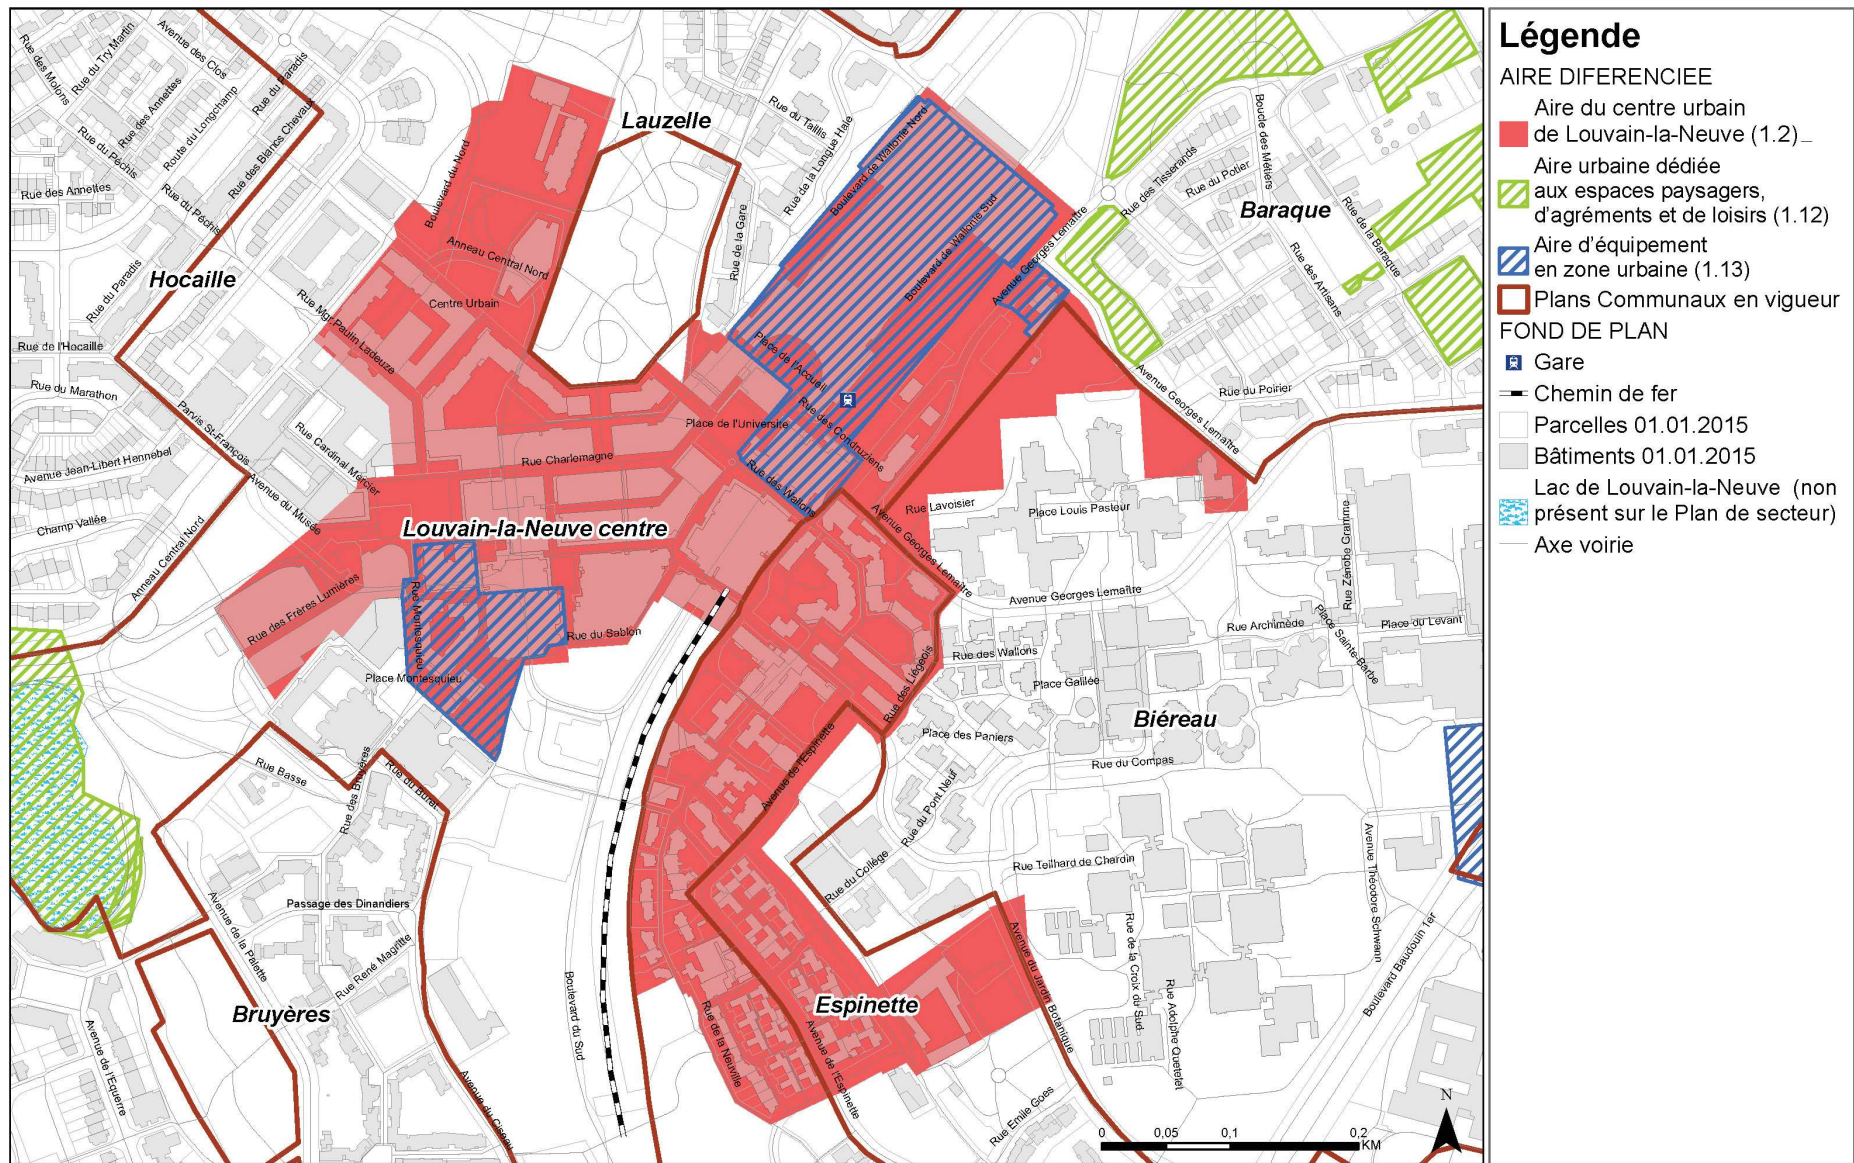 Légende
AIRE DIFERENCIEE
Aire du centre urbain
de Louvain-la-Neuve (1.2)_
Aire urbaine dédiée
aux espaces paysagers,
d'agréments et de loisirs (1.12)
Aire d'équipement
en zone urbaine (1.13)
Plans Communaux en vigueur
FOND DE PLAN
Gare
Chemin de fer
Parcelles 01.01.2015
Bâtiments 01.01.2015
Lac de Louvain-la-Neuve (non
présent sur le Plan de secteur)
Axe voirie
Rue des Molons
Rue du Try Martin
Avenue des Clos
Rue du Paradis
Rue des Annettes
Route du Longchamp
Rue des Blancs Chevaux
Rue du Péchis
Rue des Annettes
Rue du Péchis
Hocaille
Rue du Paradis
Rue de l'Hocaille
Rue du Marathon
Parvis St-François
Avenue Jean-Libert Hennebel
Champ Vallée
Anneau Central Nord
Avenue du Musée
Rue Cardinal Mercier
Rue Mgr Paulin Ladeuze
Boulevard du Nord
Anneau Central Nord
Centre Urbain
Lauzelle
Rue du Taillis
Rue de la Longue Haie
Rue de la Gare
Boulevard de Wallonie Nord
Boulevard de Wallonie Sud
Avenue Georges Lemaître
Boucle des Métiers
Rue des Tisserands
Rue du Potier
Baraque
Rue de la Baraque
Rue des Artisans
Rue du Poirier
Avenue Georges Lemaître
Place de l'Accueil
Rue des Condruziens
Place de l'Université
Rue Charlemagne
Rue des Wallons
Louvain-la-Neuve centre
Rue Lavoisier
Place Louis Pasteur
Avenue Georges Lemaître
Avenue Georges Lemaître
Rue Zénobe Gramme
Rue Archimède
Place Sainte-Barbe
Place du Levant
Rue des Frères Lumières
Rue Montesquieu
Place Montesquieu
Rue du Sablon
Rue des Wallons
Place Galilée
Biéreau
Rue des Liégeois
Place des Paniers
Rue du Compas
Avenue de l'Espinette
Rue du Pont Neuf
Rue du Collège
Rue Teilhard de Chardin
Avenue Théodore Schwann
Rue Basse
Rue des Bruyères
Rue du Buret
Passage des Dinandiers
Avenue de la Palette
Rue René Magritte
Bruyères
Avenue de l'Equerre
Avenue du Ciseau
Boulevard du Sud
Espinette
Rue de la Neuville
Avenue de l'Espinette
Avenue du Jardin Botanique
Rue de la Croix du Sud
Rue Adolphe Quetelet
Boulevard Baudouin 1er
Rue Emile Goes
N
0 0,05 0,1 0,2
KM